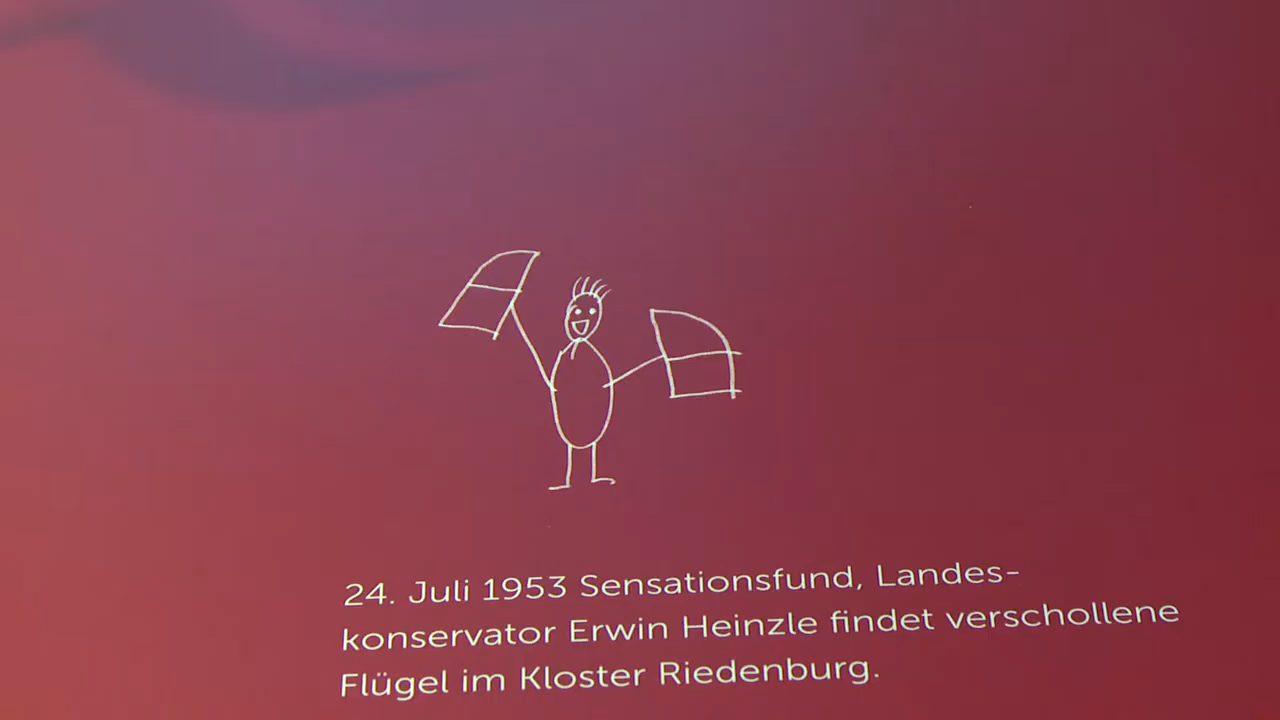 24. Juli 1953 Sensationsfund, Landes-
konservator Erwin Heinzle findet verschollene
Flügel im Kloster Riedenburg.